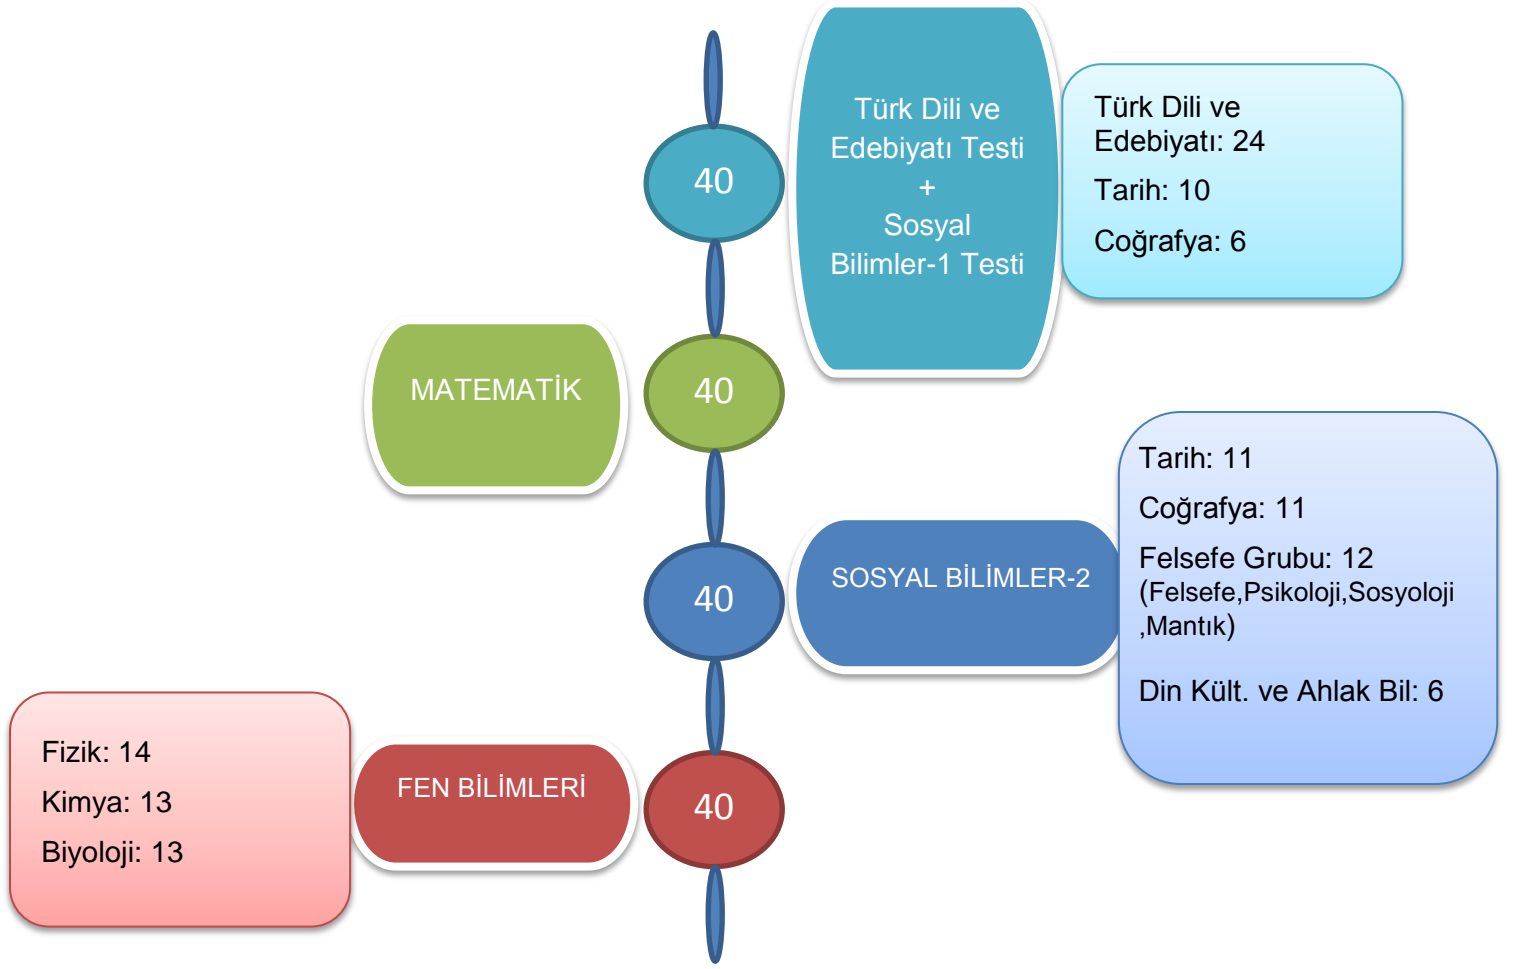 40
Türk Dili ve
Edebiyatı Testi
+
Sosyal
Bilimler-1 Testi
Türk Dili ve
Edebiyatı: 24
Tarih: 10
Coğrafya: 6
MATEMATİK
40
40
SOSYAL BİLİMLER-2
Tarih: 11
Coğrafya: 11
Felsefe Grubu: 12
(Felsefe,Psikoloji,Sosyoloji
,Mantık)
Din Kült. ve Ahlak Bil: 6
Fizik: 14
Kimya: 13
Biyoloji: 13
FEN BİLİMLERİ
40